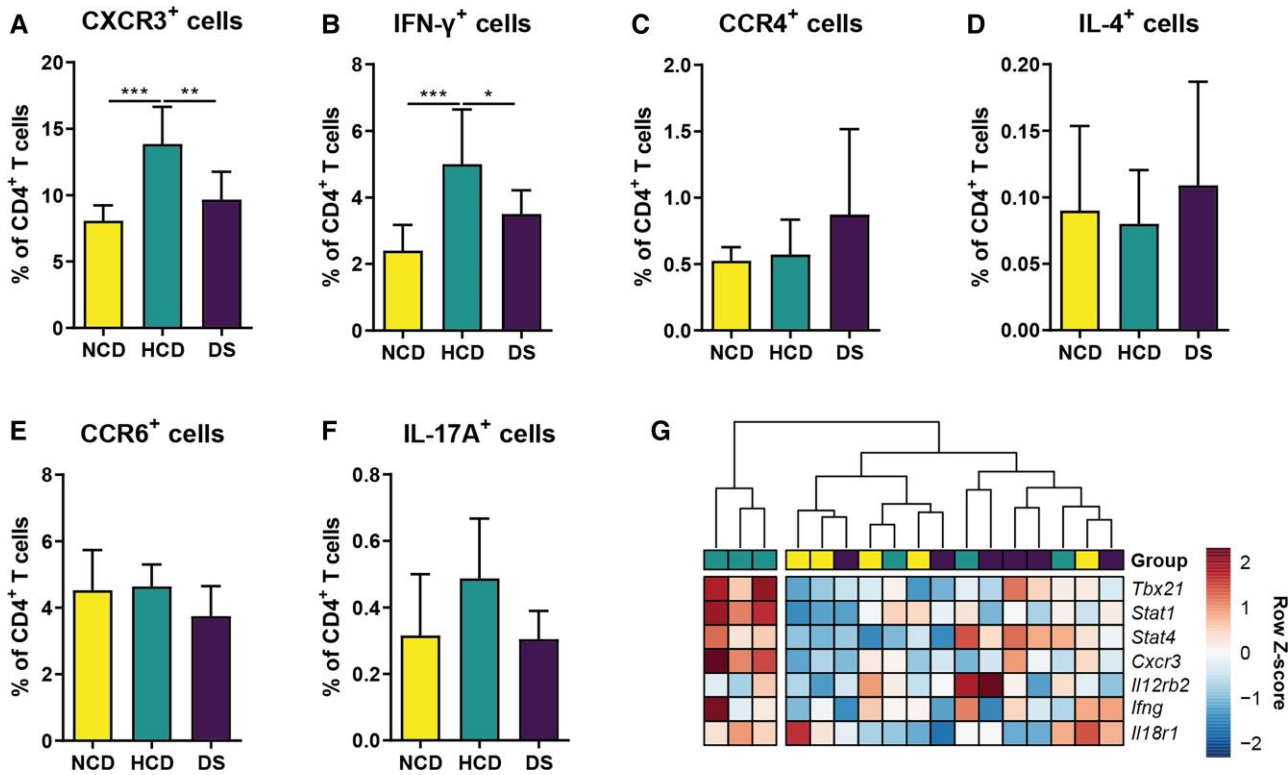 A CXCR3+ cells
% of CD4+ T cells
20
15
10
5
0
*** **
NCD HCD DS
B IFN-γ+ cells
% of CD4+ T cells
8
6
4
2
0
*** *
NCD HCD DS
C CCR4+ cells
% of CD4+ T cells
2.0
1.5
1.0
0.5
0.0
NCD HCD DS
D IL-4+ cells
% of CD4+ T cells
0.20
0.15
0.10
0.05
0.00
NCD HCD DS
E CCR6+ cells
% of CD4+ T cells
8
6
4
2
0
NCD HCD DS
F IL-17A+ cells
% of CD4+ T cells
0.8
0.6
0.4
0.2
0.0
NCD HCD DS
G
Group
Tbx21
Stat1
Stat4
Cxcr3
Il12rb2
Ifng
Il18r1
2
1
0
−1
−2
Row Z-score